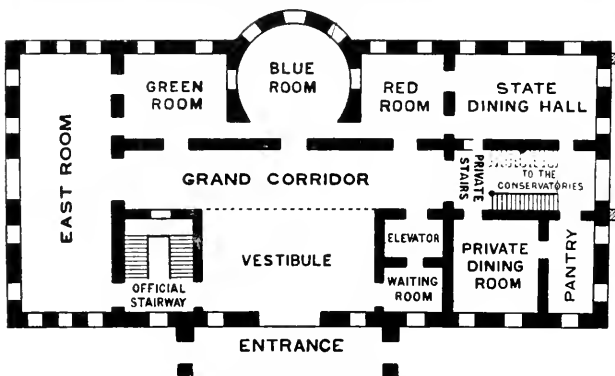 GREEN
ROOM
BLUE
ROOM
RED
ROOM
STATE
DINING HALL
EAST ROOM
GRAND CORRIDOR
PRIVATE
STAIRS
TO THE
CONSERVATORIES
OFFICIAL
STAIRWAY
VESTIBULE
ELEVATOR
WAITING
ROOM
PRIVATE
DINING
ROOM
PANTRY
ENTRANCE